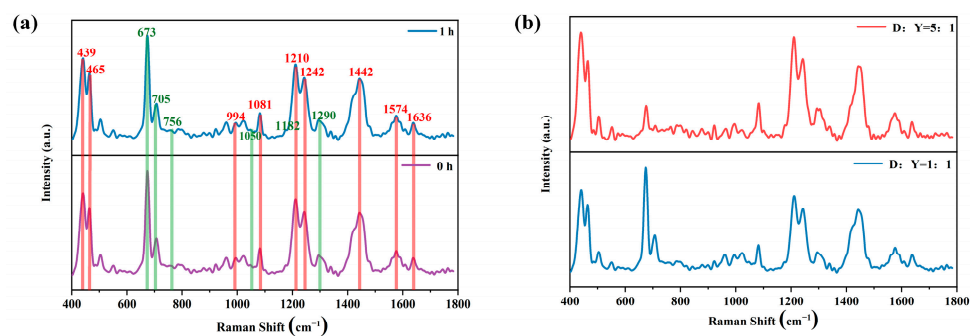 (a)
1 h
439
465
673
705
756
994
1050
1081
1182
1210
1242
1290
1442
1574
1636
0 h
Intensity (a.u.)
400 600 800 1000 1200 1400 1600 1800
Raman Shift (cm⁻¹)
(b)
D: Y=5: 1
D: Y=1: 1
Intensity (a.u.)
400 600 800 1000 1200 1400 1600 1800
Raman Shift (cm⁻¹)